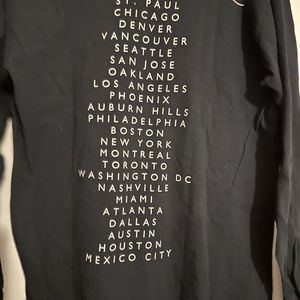 ST. PAUL
CHICAGO
DENVER
VANCOUVER
SEATTLE
SAN JOSE
OAKLAND
LOS ANGELES
PHOENIX
AUBURN HILLS
PHILADELPHIA
BOSTON
NEW YORK
MONTREAL
TORONTO
WASHINGTON DC
NASHVILLE
MIAMI
ATLANTA
DALLAS
AUSTIN
HOUSTON
MEXICO CITY